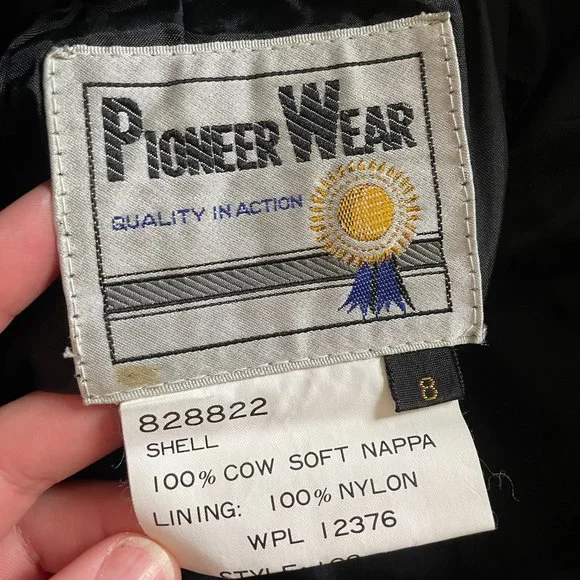 PIONEER WEAR
QUALITY IN ACTION
8
828822
SHELL
100% COW SOFT NAPPA
LINING: 100% NYLON
WPL 12376